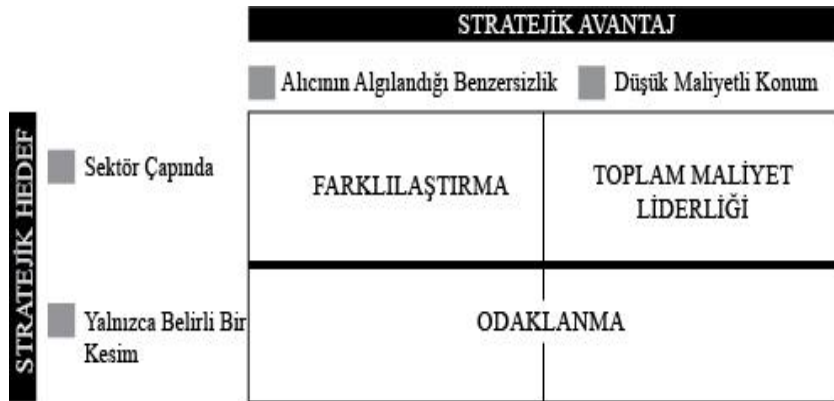 STRATEJİK AVANTAJ
Alıcının Algılandığı Benzersizlik
Düşük Maliyetli Konum
STRATEJİK HEDEF
Sektör Çapında
FARKLILAŞTIRMA
TOPLAM MALİYET
LİDERLİĞİ
Yalnızca Belirli Bir
Kesim
ODAKLANMA